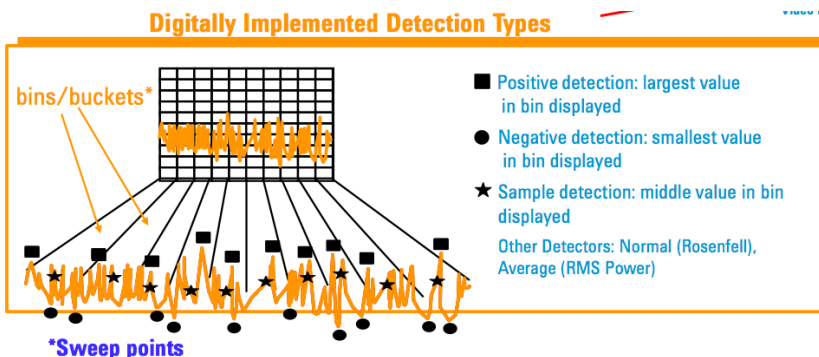 Video
Digitally Implemented Detection Types
bins/buckets*
Positive detection: largest value
in bin displayed
Negative detection: smallest value
in bin displayed
Sample detection: middle value in bin
displayed
Other Detectors: Normal (Rosenfell),
Average (RMS Power)
*Sweep points